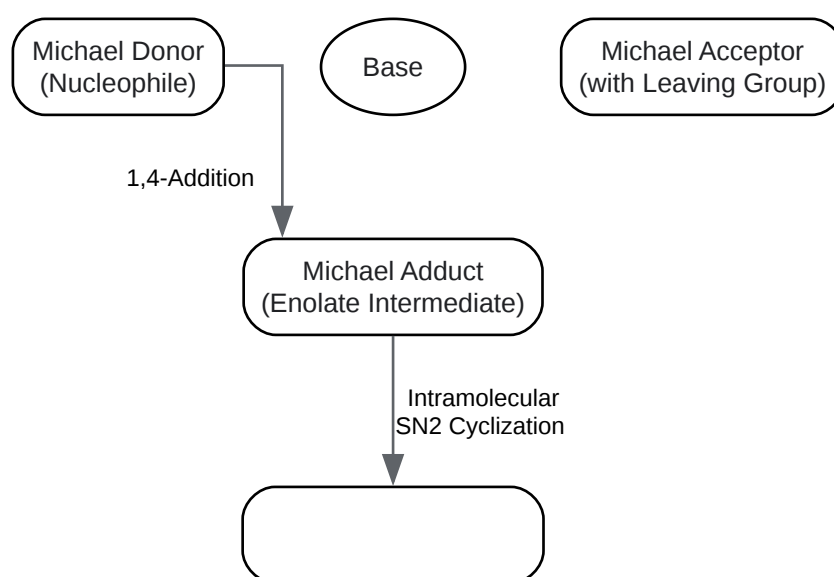 Michael Donor
(Nucleophile)
Base
Michael Acceptor
(with Leaving Group)
1,4-Addition
Michael Adduct
(Enolate Intermediate)
Intramolecular
SN2 Cyclization